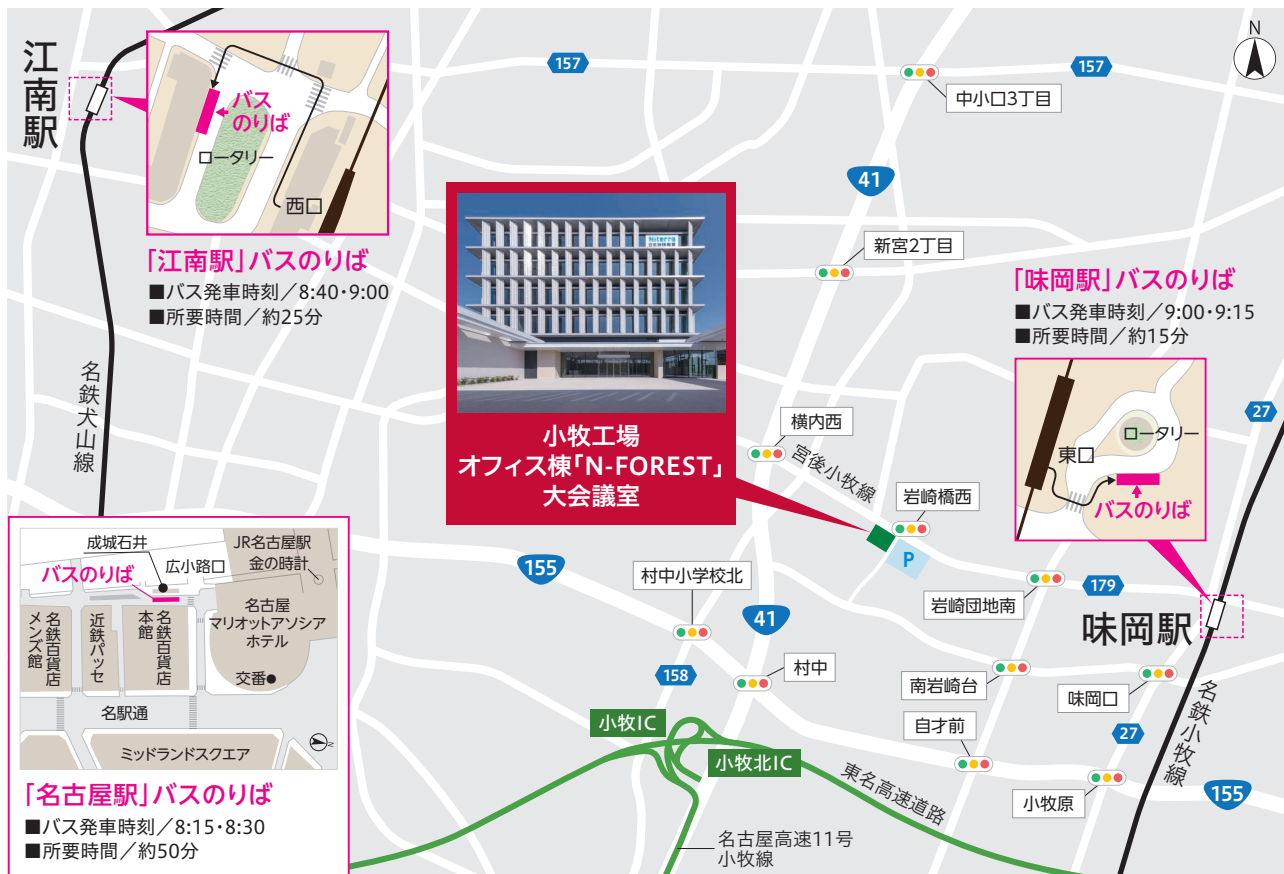 江南駅
バス
のりば
ロータリー
西口
「江南駅」バスのりば
■バス発車時刻／8:40・9:00
■所要時間／約25分
名鉄犬山線
157
157
中小口3丁目
N
41
新宮2丁目
Niterra
日本特殊陶業
小牧工場
オフィス棟「N-FOREST」
大会議室
横内西
宮後小牧線
岩崎橋西
P
「味岡駅」バスのりば
■バス発車時刻／9:00・9:15
■所要時間／約15分
ロータリー
東口
バスのりば
27
155
村中小学校北
41
岩崎団地南
179
味岡駅
158
村中
南岩崎台
味岡口
名鉄小牧線
小牧IC
小牧北IC
自才前
27
東名高速道路
小牧原
155
名古屋高速11号
小牧線
成城石井
JR名古屋駅
金の時計
バスのりば
広小路口
名鉄百貨店
メンズ館
近鉄パッセ
名鉄百貨店
本館
名古屋
マリオットアソシア
ホテル
交番●
名駅通
ミッドランドスクエア
N
「名古屋駅」バスのりば
■バス発車時刻／8:15・8:30
■所要時間／約50分